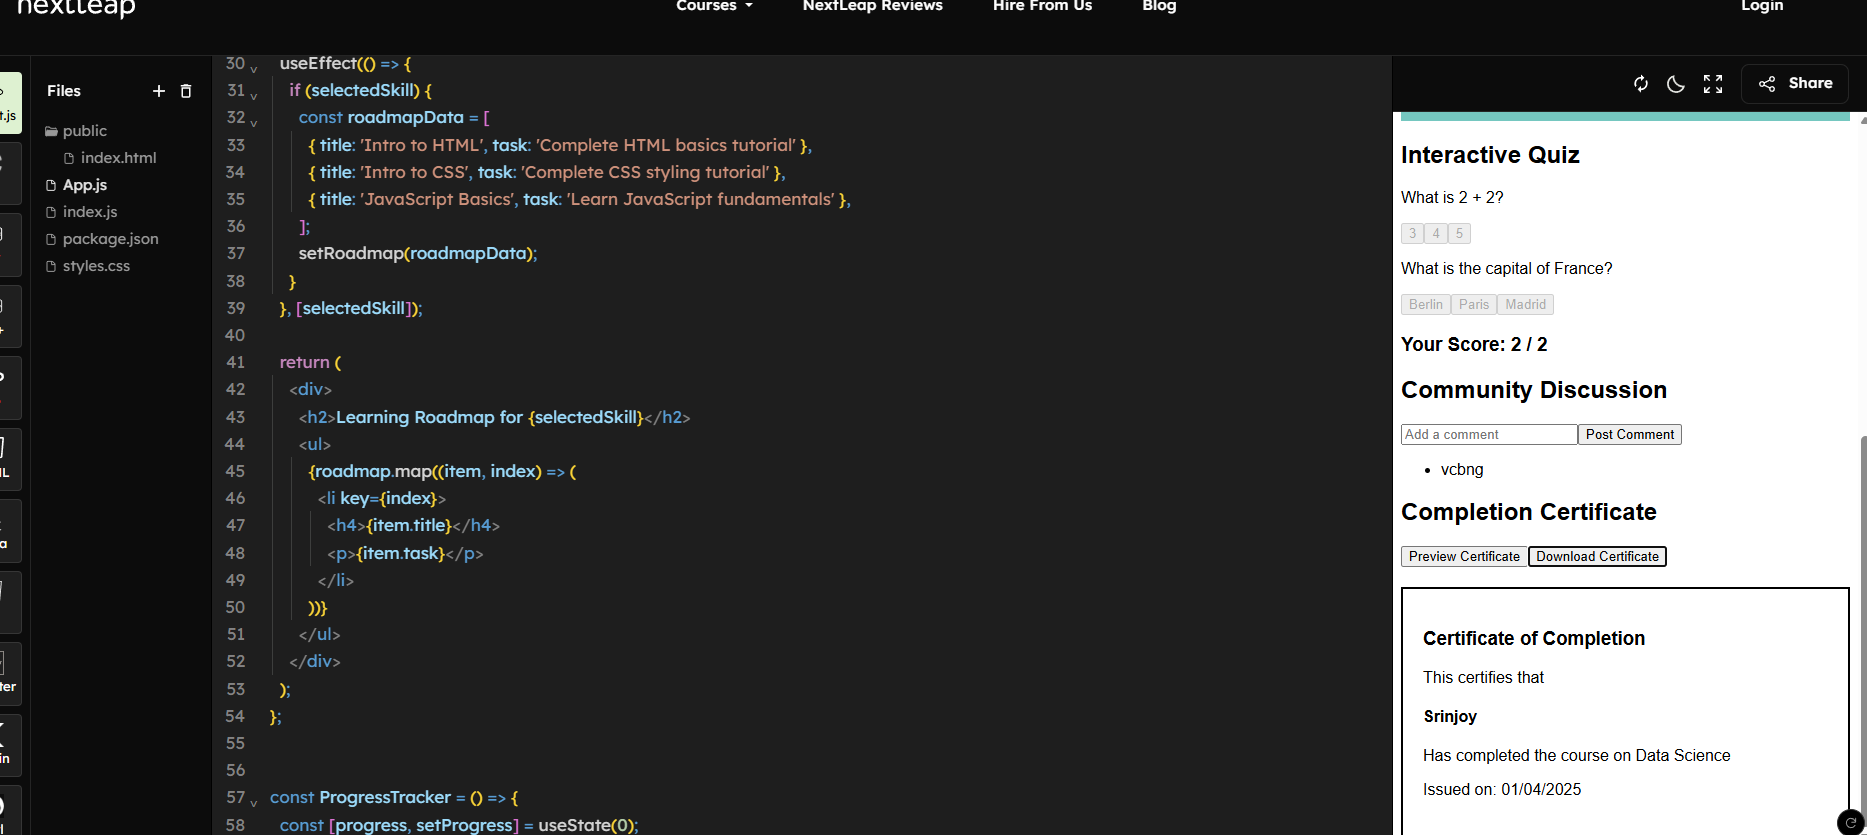 nextleap
Courses
NextLeap Reviews
Hire From Us
Blog
Login
Files
public
index.html
App.js
index.js
package.json
styles.css
30 useEffect(() => {
31 if (selectedSkill) {
32 const roadmapData = [
33 { title: 'Intro to HTML', task: 'Complete HTML basics tutorial' },
34 { title: 'Intro to CSS', task: 'Complete CSS styling tutorial' },
35 { title: 'JavaScript Basics', task: 'Learn JavaScript fundamentals' },
36 ];
37 setRoadmap(roadmapData);
38 }
39 }, [selectedSkill]);
40
41 return (
42 <div>
43 <h2>Learning Roadmap for {selectedSkill}</h2>
44 <ul>
45 {roadmap.map((item, index) => (
46 <li key={index}>
47 <h4>{item.title}</h4>
48 <p>{item.task}</p>
49 </li>
50 ))}
51 </ul>
52 </div>
53 );
54 };
55
56
57 const ProgressTracker = () => {
58 const [progress, setProgress] = useState(0);
Share
Interactive Quiz
What is 2 + 2?
3 4 5
What is the capital of France?
Berlin Paris Madrid
Your Score: 2 / 2
Community Discussion
Add a comment Post Comment
• vcbng
Completion Certificate
Preview Certificate Download Certificate
Certificate of Completion
This certifies that
Srinjoy
Has completed the course on Data Science
Issued on: 01/04/2025